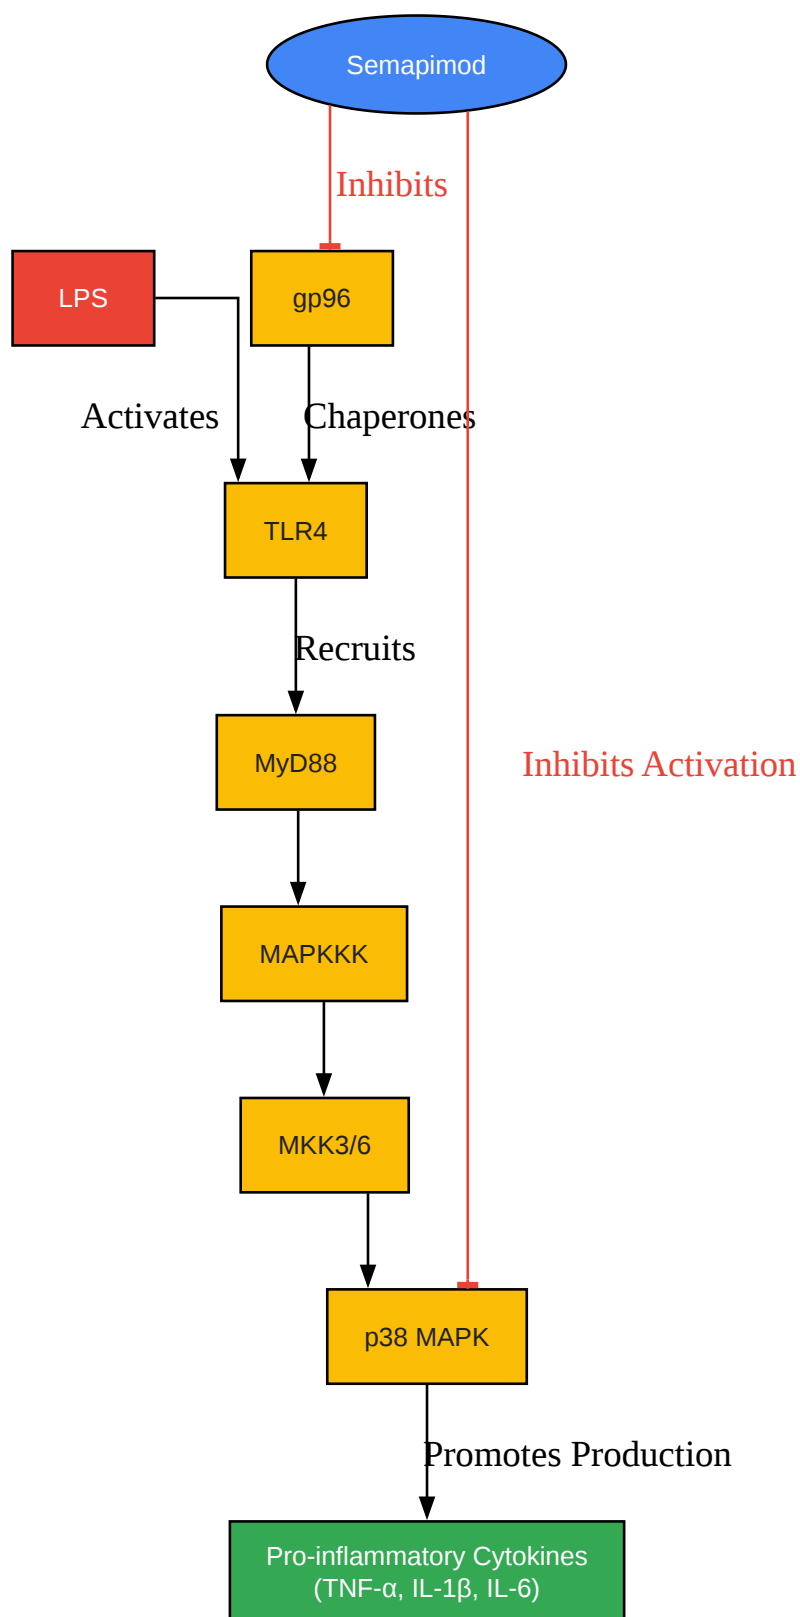 Semapimod
Inhibits
LPS
gp96
Activates
Chaperones
TLR4
Recruits
MyD88
Inhibits Activation
MAPKKK
MKK3/6
p38 MAPK
Promotes Production
Pro-inflammatory Cytokines
(TNF-α, IL-1β, IL-6)